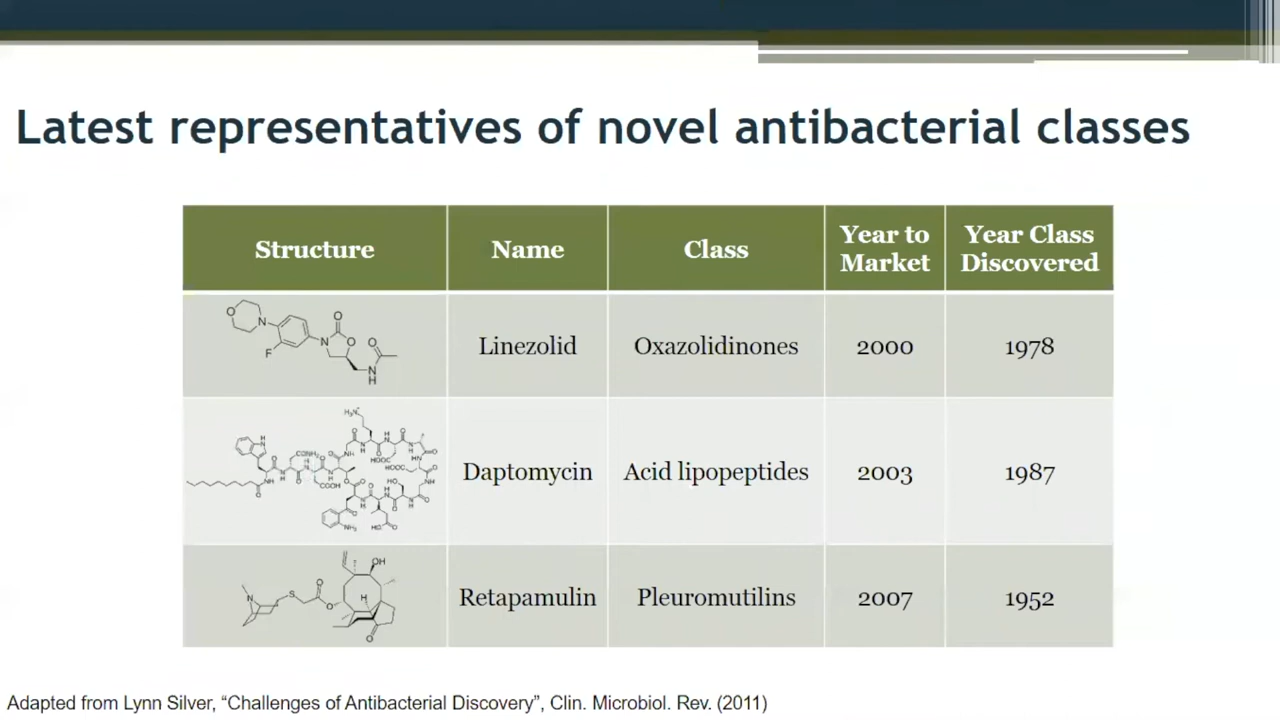 Latest representatives of novel antibacterial classes
Structure Name Class Year to Market Year Class Discovered
Linezolid Oxazolidinones 2000 1978
Daptomycin Acid lipopeptides 2003 1987
Retapamulin Pleuromutilins 2007 1952
Adapted from Lynn Silver, “Challenges of Antibacterial Discovery”, Clin. Microbiol. Rev. (2011)